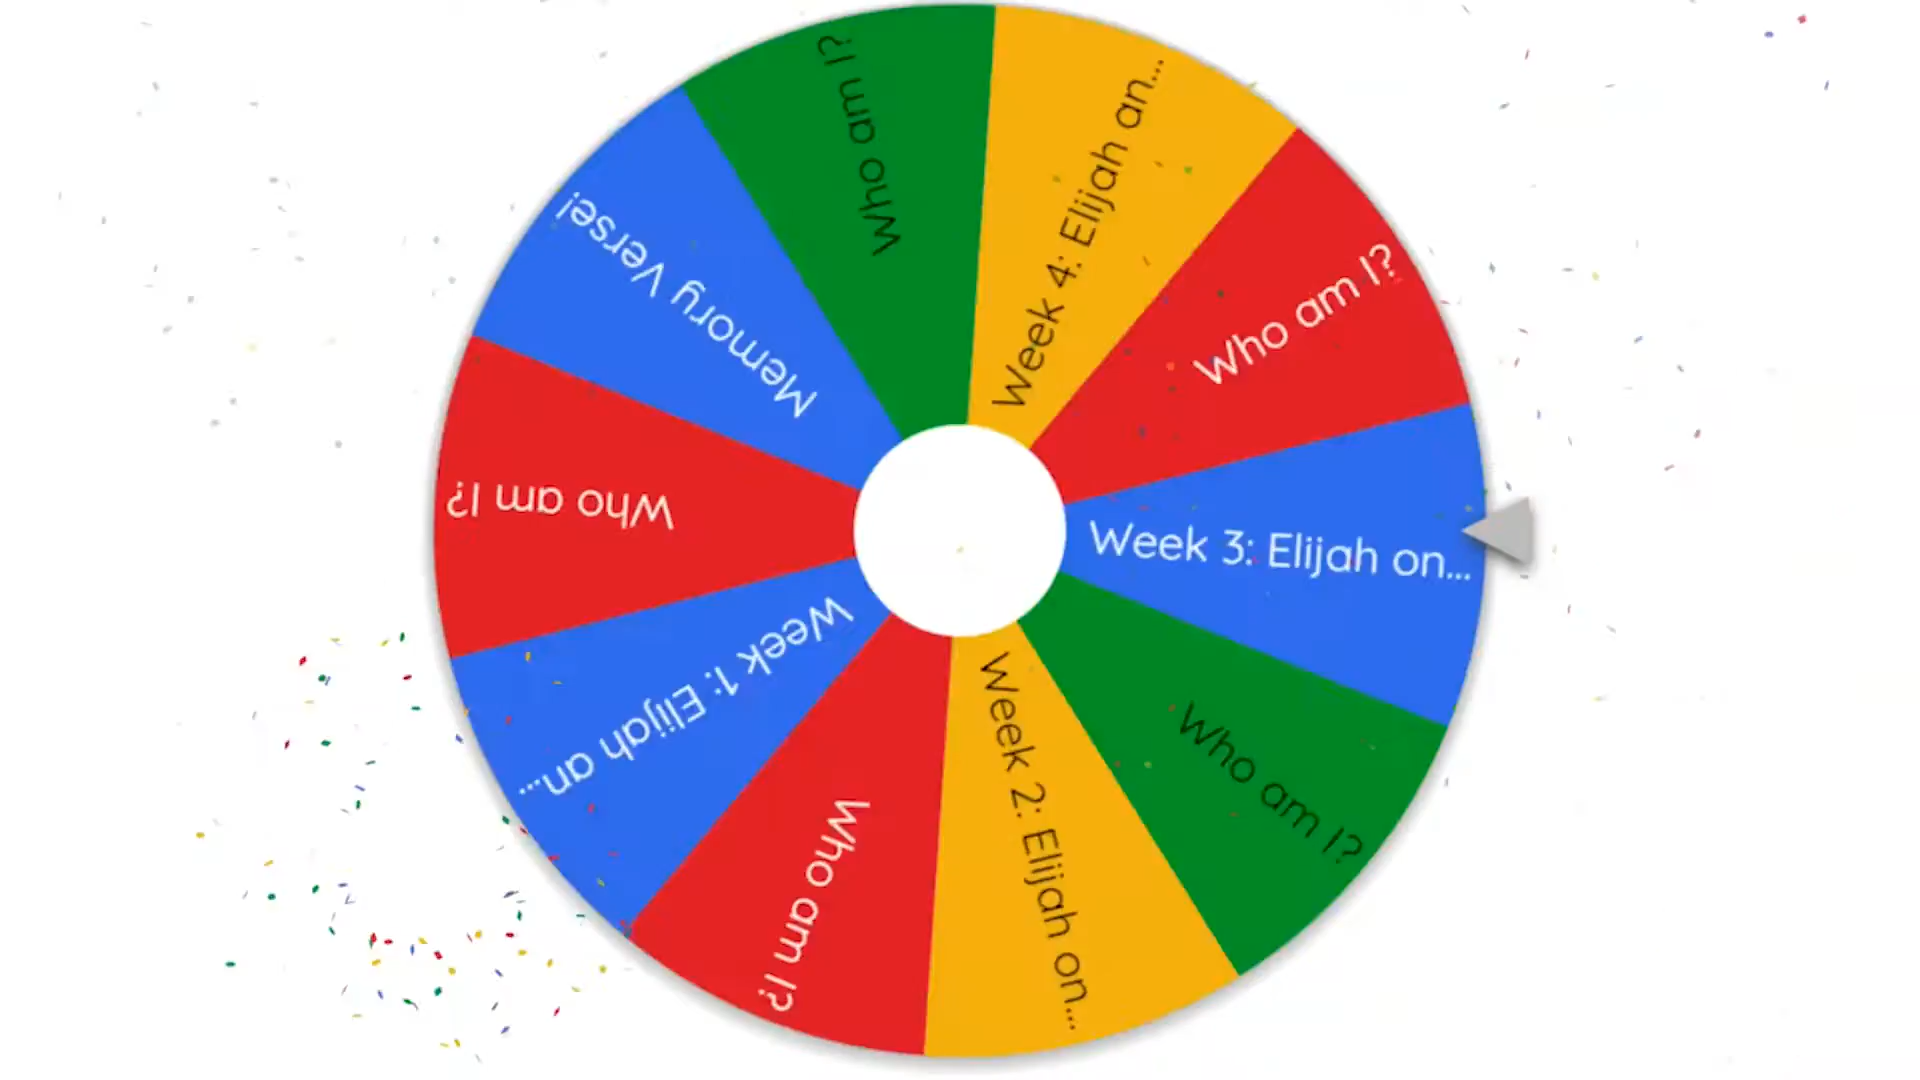 Who am I?
Week 4: Elijah an...
Who am I?
Week 3: Elijah on...
Who am I?
Week 2: Elijah on...
Who am I?
Week 1: Elijah an...
Who am I?
Memory Verse!